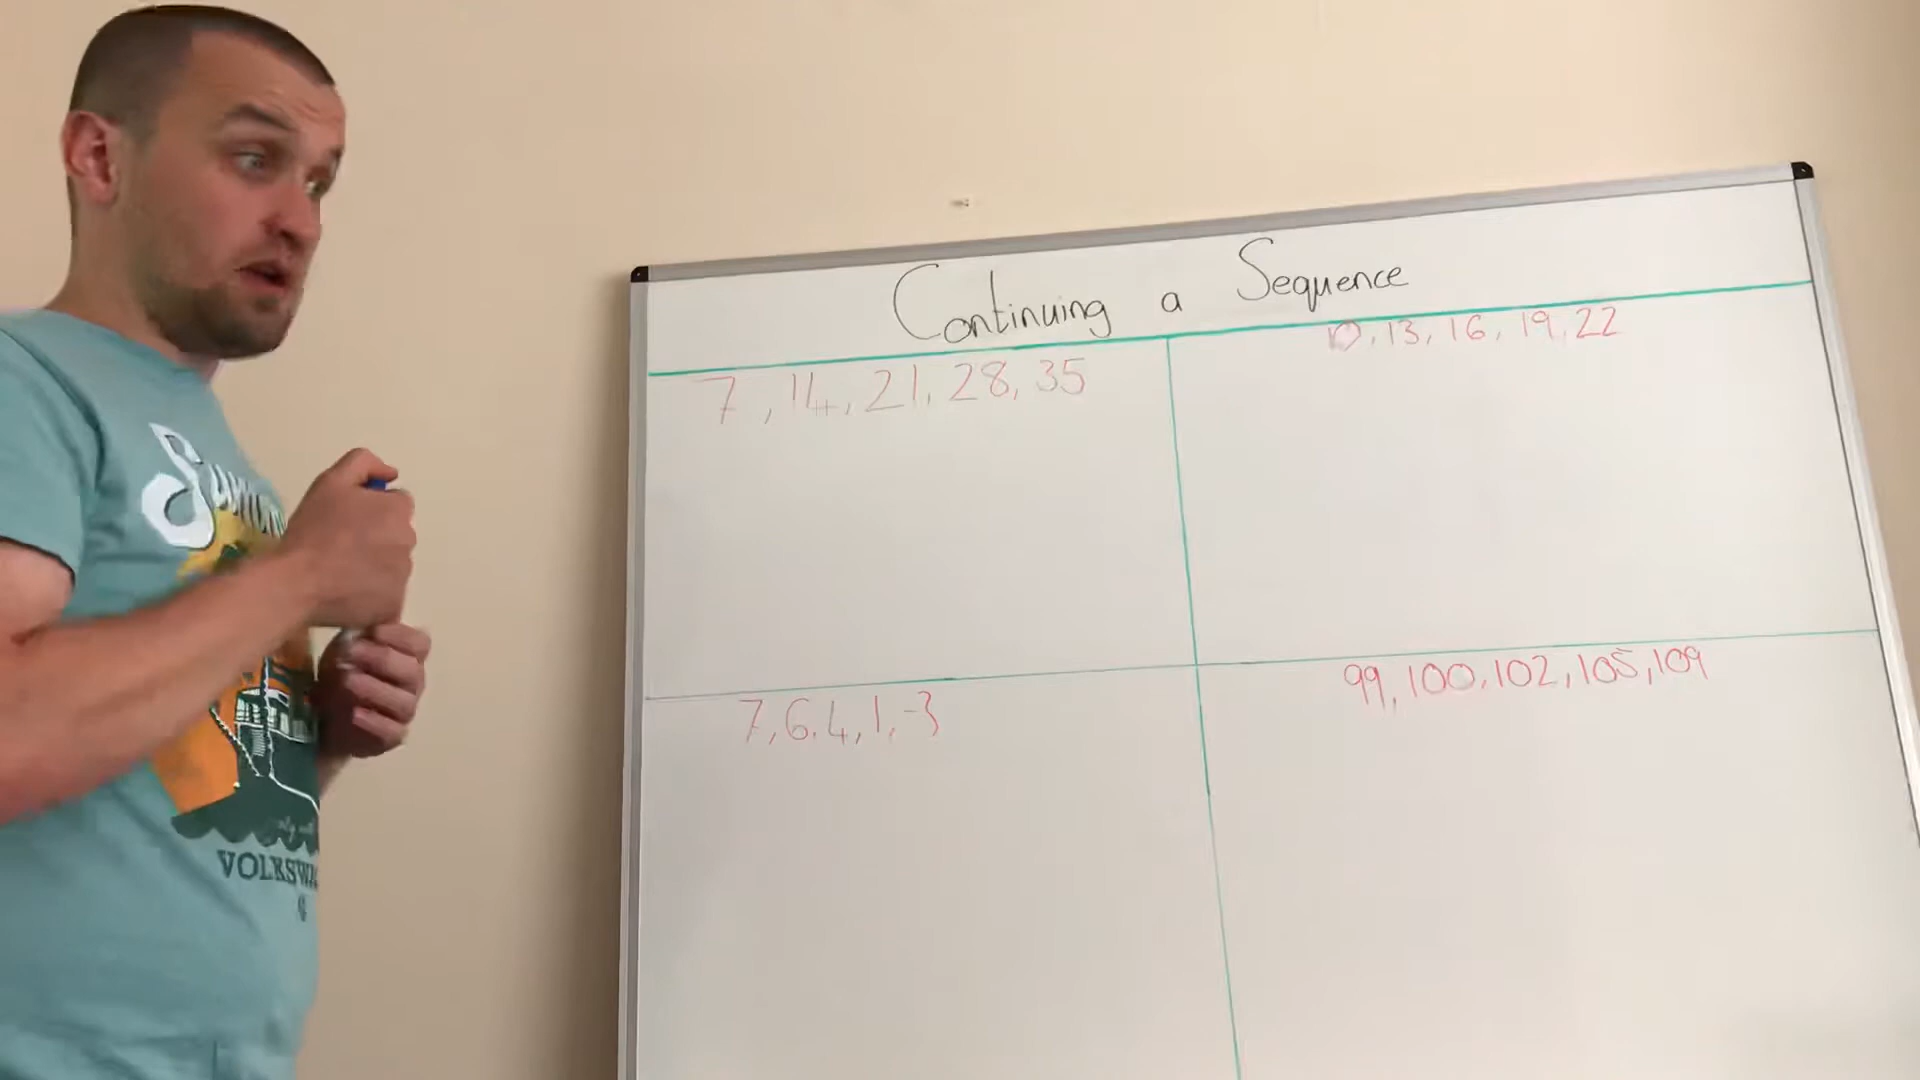 Continuing a Sequence
7, 14, 21, 28, 35
10, 13, 16, 19, 22
7, 6, 4, 1, -3
99, 100, 102, 105, 109